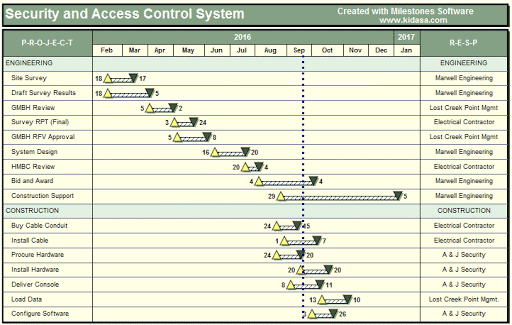 Security and Access Control System
Created with Milestones Software
www.kidasa.com
P-R-O-J-E-C-T
2016
2017
R-E-S-P
Feb Mar Apr May Jun Jul Aug Sep Oct Nov Dec Jan
ENGINEERING ENGINEERING
Site Survey 18 17 Marwell Engineering
Draft Survey Results 18 5 Marwell Engineering
GMBH Review 5 2 Lost Creek Point Mgmt
Survey RPT (Final) 3 24 Electrical Contractor
GMBH RFV Approval 5 8 Lost Creek Point Mgmt
System Design 16 20 Marwell Engineering
HMBC Review 20 4 Electrical Contractor
Bid and Award 4 4 Marwell Engineering
Construction Support 29 5 Marwell Engineering
CONSTRUCTION CONSTRUCTION
Buy Cable Conduit 24 15 Electrical Contractor
Install Cable 1 7 Electrical Contractor
Procure Hardware 24 20 A & J Security
Install Hardware 20 20 A & J Security
Deliver Console 8 11 A & J Security
Load Data 13 10 Lost Creek Point Mgmt.
Configure Software 26 A & J Security